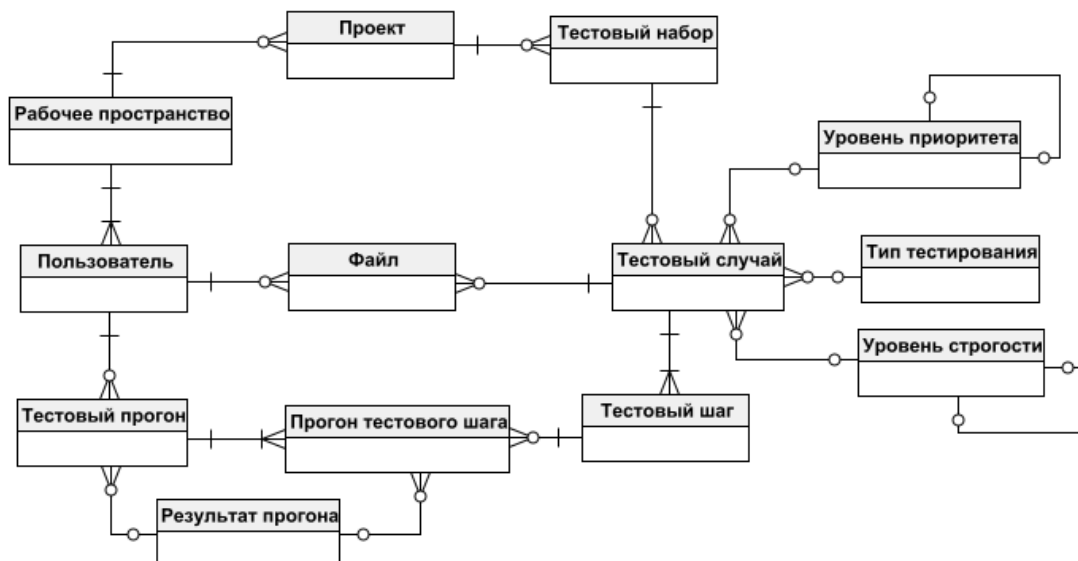 Проект
Тестовый набор
Рабочее пространство
Уровень приоритета
Пользователь
Файл
Тестовый случай
Тип тестирования
Уровень строгости
Тестовый прогон
Прогон тестового шага
Тестовый шаг
Результат прогона